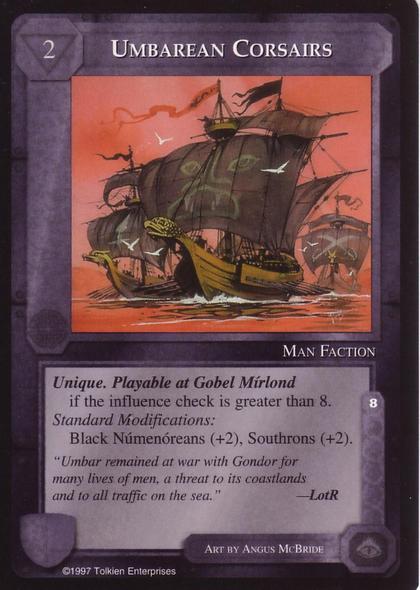 2
UMBAREAN CORSAIRS
MAN FACTION
Unique. Playable at Gobel Mírlond
if the influence check is greater than 8.
Standard Modifications:
Black Númenóreans (+2), Southrons (+2).
8
“Umbar remained at war with Gondor for
many lives of men, a threat to its coastlands
and to all traffic on the sea.” —LotR
ART BY ANGUS MCBRIDE
©1997 Tolkien Enterprises